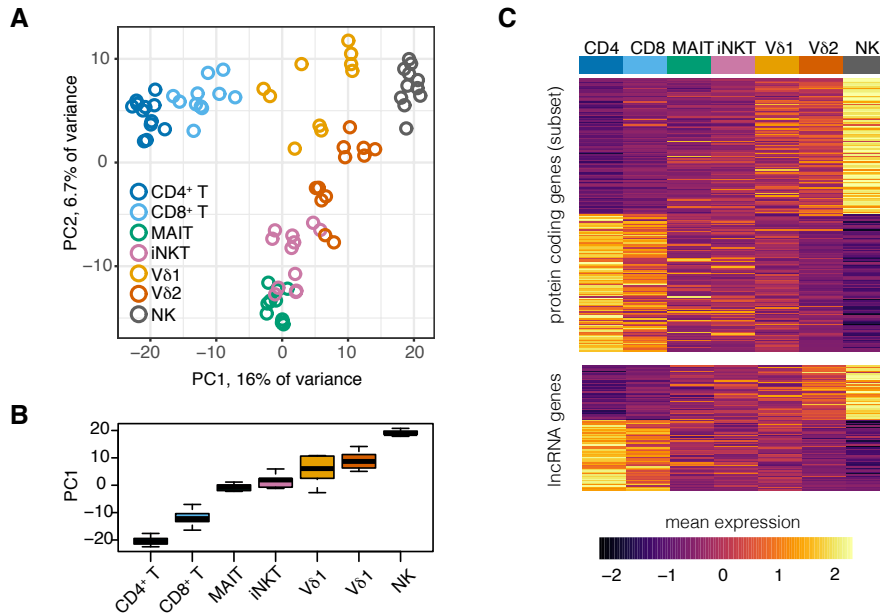 A
PC2, 6.7% of variance
10
0
−10
CD4⁺ T
CD8⁺ T
MAIT
iNKT
Vδ1
Vδ2
NK
−20 −10 0 10 20
PC1, 16% of variance
B
PC1
20
10
0
−10
−20
CD4⁺ T CD8⁺ T MAIT iNKT Vδ1 Vδ1 NK
C
CD4 CD8 MAIT iNKT Vδ1 Vδ2 NK
protein coding genes (subset)
lncRNA genes
mean expression
−2 −1 0 1 2